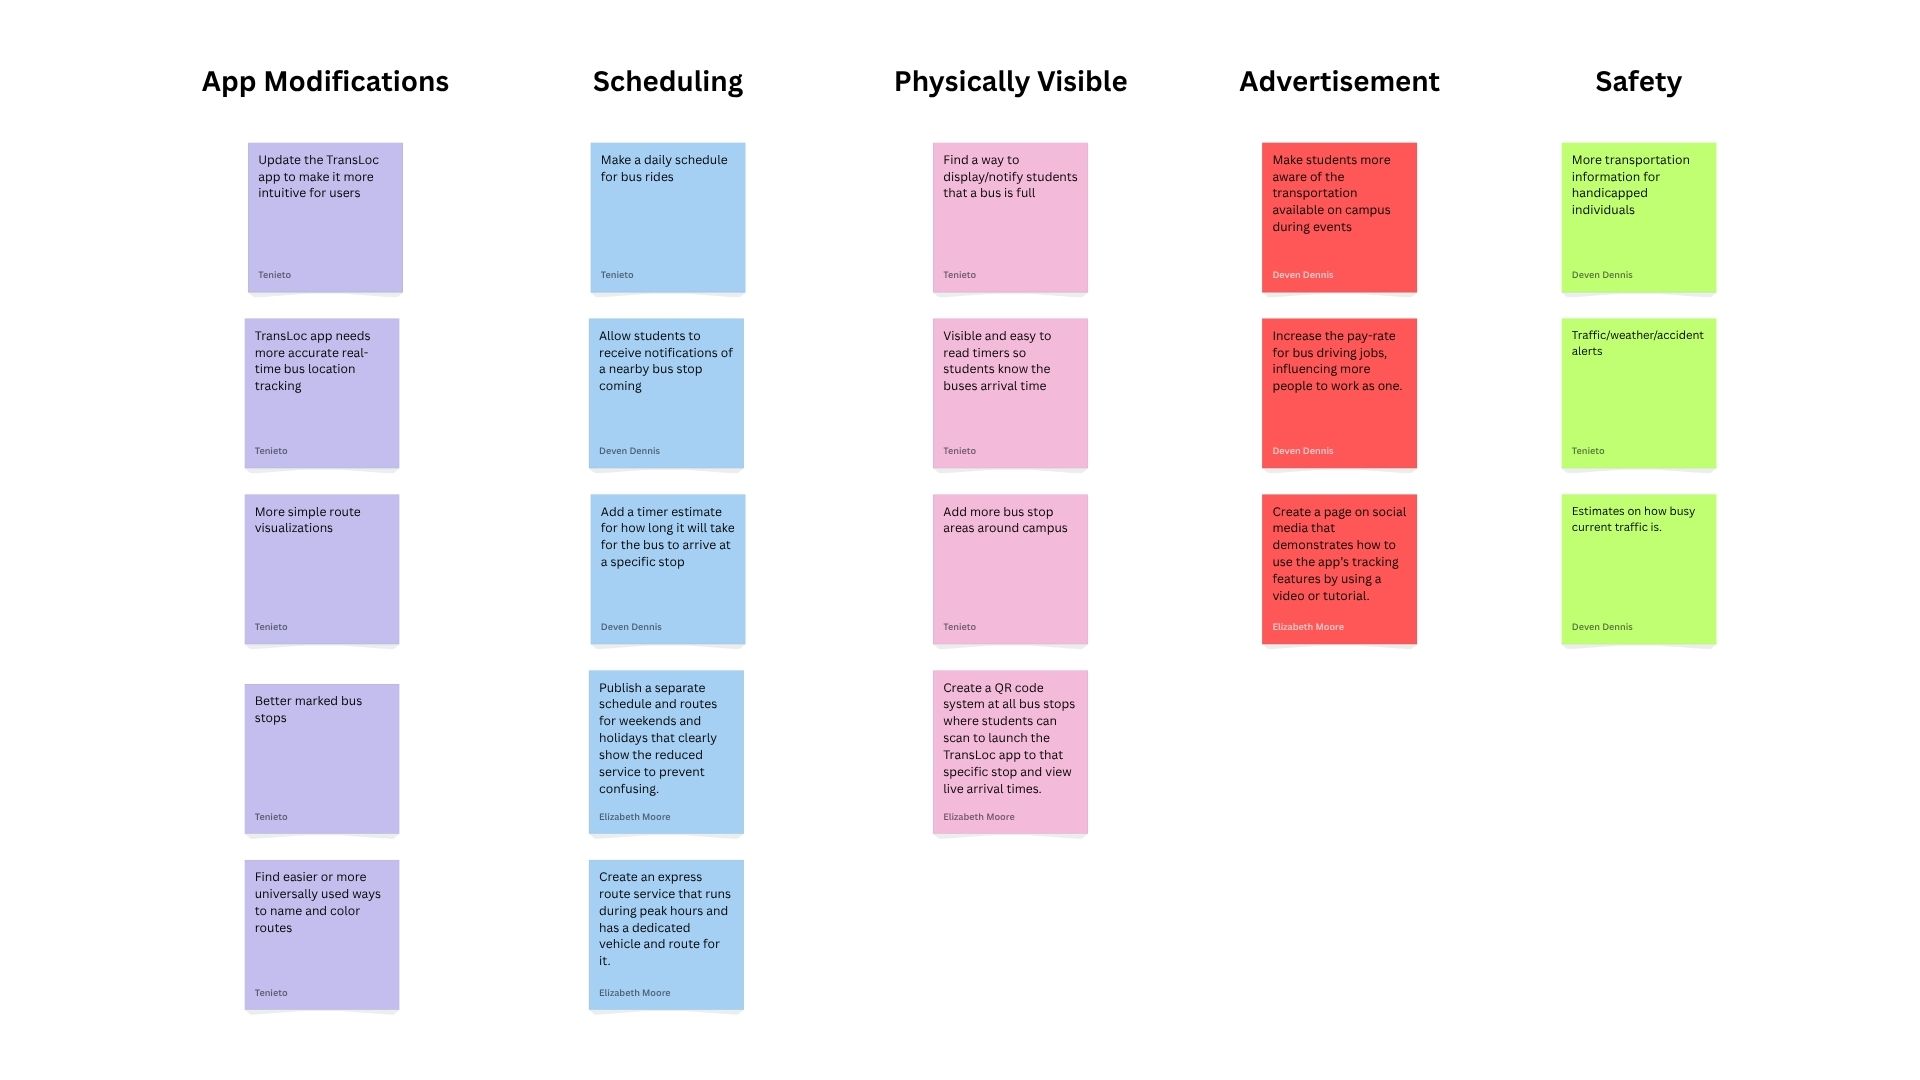 App Modifications
Scheduling
Physically Visible
Advertisement
Safety
Update the TransLoc
app to make it more
intuitive for users
Tenieto
TransLoc app needs
more accurate real-
time bus location
tracking
Tenieto
More simple route
visualizations
Tenieto
Better marked bus
stops
Tenieto
Find easier or more
universally used ways
to name and color
routes
Tenieto
Make a daily schedule
for bus rides
Tenieto
Allow students to
receive notifications of
a nearby bus stop
coming
Deven Dennis
Add a timer estimate
for how long it will take
for the bus to arrive at
a specific stop
Deven Dennis
Publish a separate
schedule and routes
for weekends and
holidays that clearly
show the reduced
service to prevent
confusing.
Elizabeth Moore
Create an express
route service that runs
during peak hours and
has a dedicated
vehicle and route for
it.
Elizabeth Moore
Find a way to
display/notify students
that a bus is full
Tenieto
Visible and easy to
read timers so
students know the
buses arrival time
Tenieto
Add more bus stop
areas around campus
Tenieto
Create a QR code
system at all bus stops
where students can
scan to launch the
TransLoc app to that
specific stop and view
live arrival times.
Elizabeth Moore
Make students more
aware of the
transportation
available on campus
during events
Deven Dennis
Increase the pay-rate
for bus driving jobs,
influencing more
people to work as one.
Deven Dennis
Create a page on social
media that
demonstrates how to
use the app's tracking
features by using a
video or tutorial.
Elizabeth Moore
More transportation
information for
handicapped
individuals
Deven Dennis
Traffic/weather/accident
alerts
Tenieto
Estimates on how busy
current traffic is.
Deven Dennis